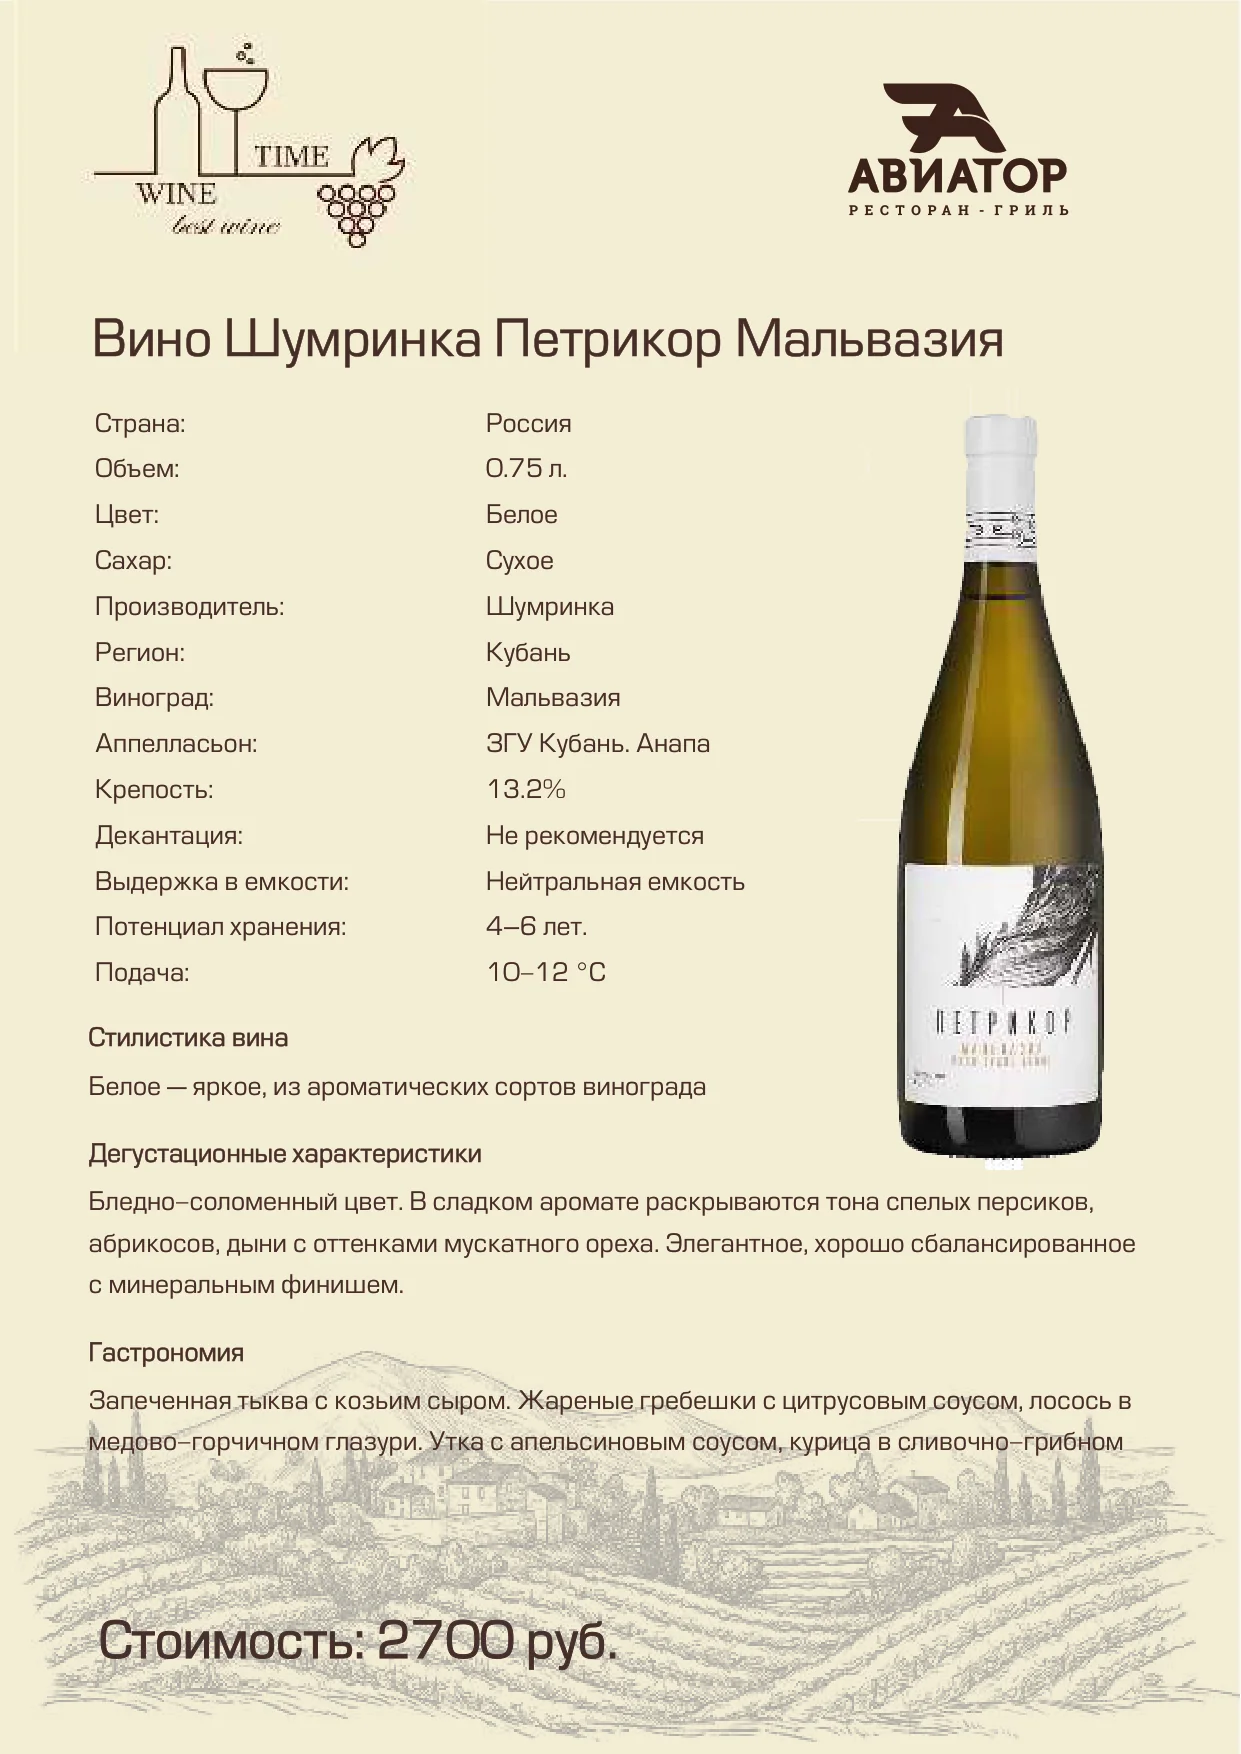 TIME
WINE
best wine
АВИАТОР
РЕСТОРАН - ГРИЛЬ
Вино Шумринка Петрикор Мальвазия
Страна: Россия
Объем: 0.75 л.
Цвет: Белое
Сахар: Сухое
Производитель: Шумринка
Регион: Кубань
Виноград: Мальвазия
Аппелласьон: ЗГУ Кубань. Анапа
Крепость: 13.2%
Декантация: Не рекомендуется
Выдержка в емкости: Нейтральная емкость
Потенциал хранения: 4–6 лет.
Подача: 10–12 °C
ПЕТРИКОР
Стилистика вина
Белое — яркое, из ароматических сортов винограда
Дегустационные характеристики
Бледно–соломенный цвет. В сладком аромате раскрываются тона спелых персиков,
абрикосов, дыни с оттенками мускатного ореха. Элегантное, хорошо сбалансированное
с минеральным финишем.
Гастрономия
Запеченная тыква с козьим сыром. Жареные гребешки с цитрусовым соусом, лосось в
медово–горчичном глазури. Утка с апельсиновым соусом, курица в сливочно–грибном
Стоимость: 2700 руб.